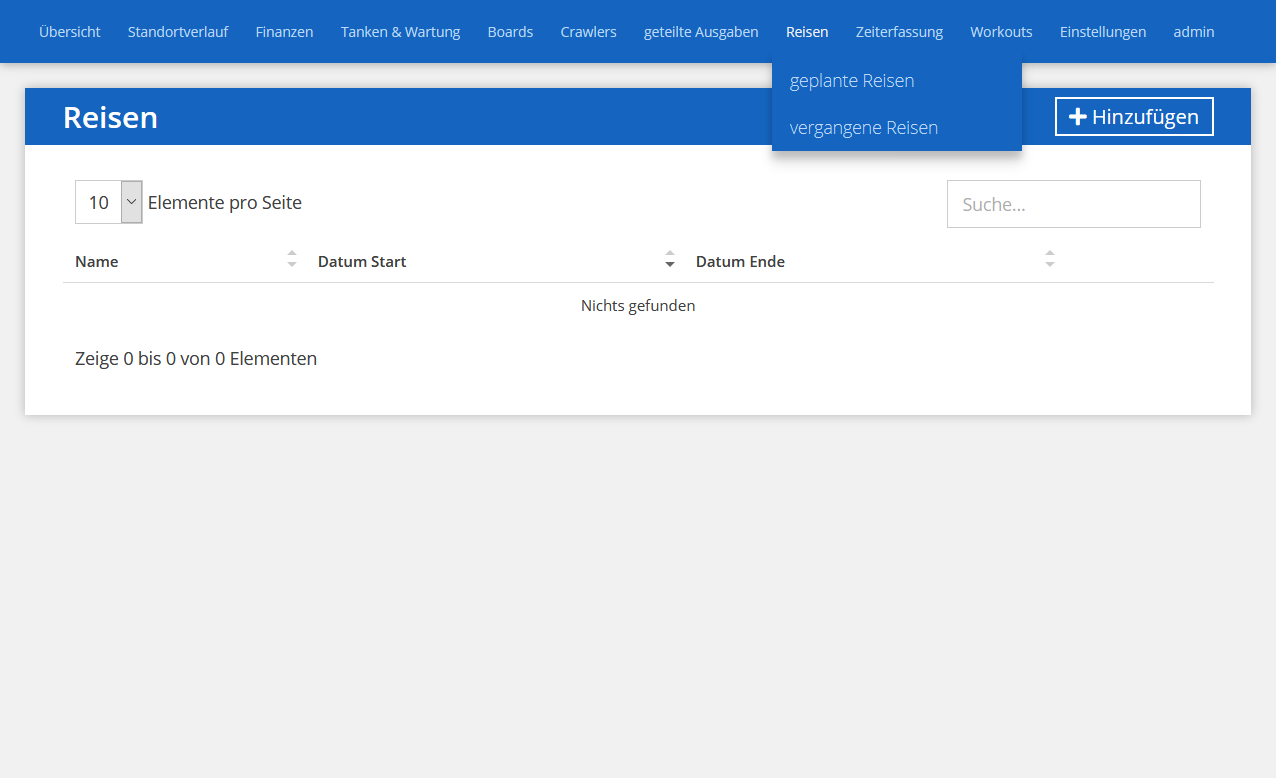 Übersicht Standortverlauf Finanzen Tanken & Wartung Boards Crawlers geteilte Ausgaben Reisen Zeiterfassung Workouts Einstellungen admin
geplante Reisen
vergangene Reisen
Reisen Hinzufügen
10 Elemente pro Seite Suche...
Name Datum Start Datum Ende
Nichts gefunden
Zeige 0 bis 0 von 0 Elementen